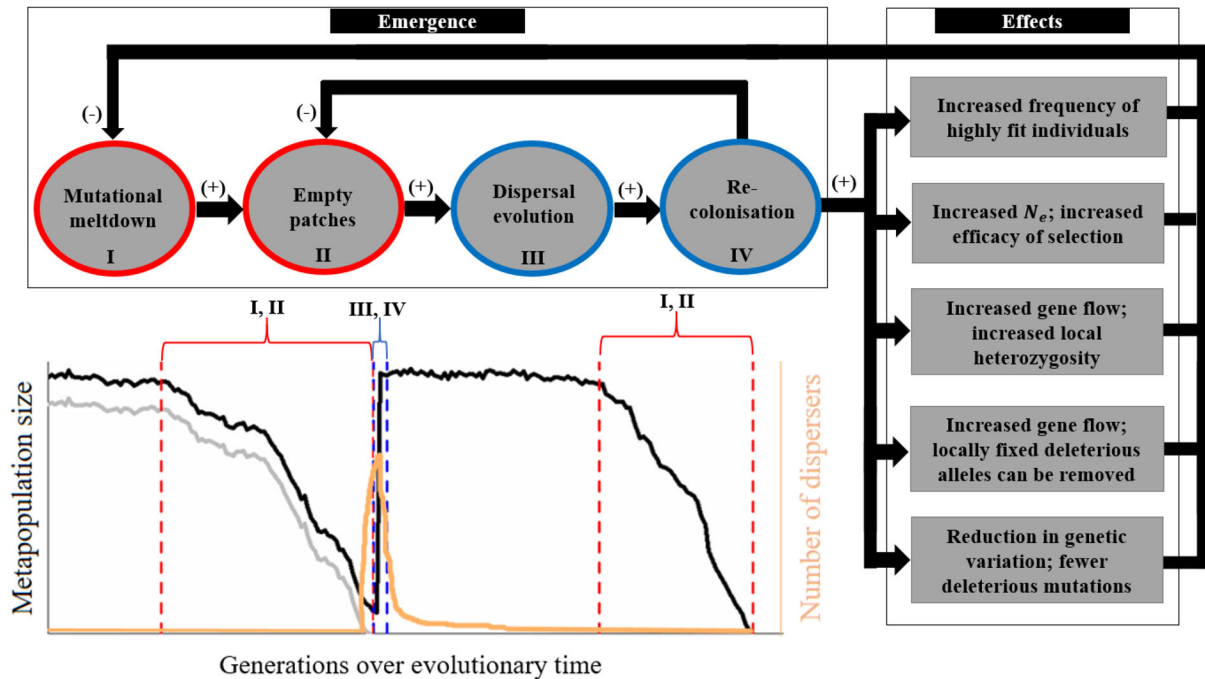 Emergence
Effects
(-)
(-)
Mutational
meltdown
I
(+)
Empty
patches
II
(+)
Dispersal
evolution
III
(+)
Re-
colonisation
IV
(+)
Increased frequency of
highly fit individuals
Increased Nₑ; increased
efficacy of selection
Increased gene flow;
increased local
heterozygosity
Increased gene flow;
locally fixed deleterious
alleles can be removed
Reduction in genetic
variation; fewer
deleterious mutations
I, II
III, IV
I, II
Metapopulation size
Number of dispersers
Generations over evolutionary time